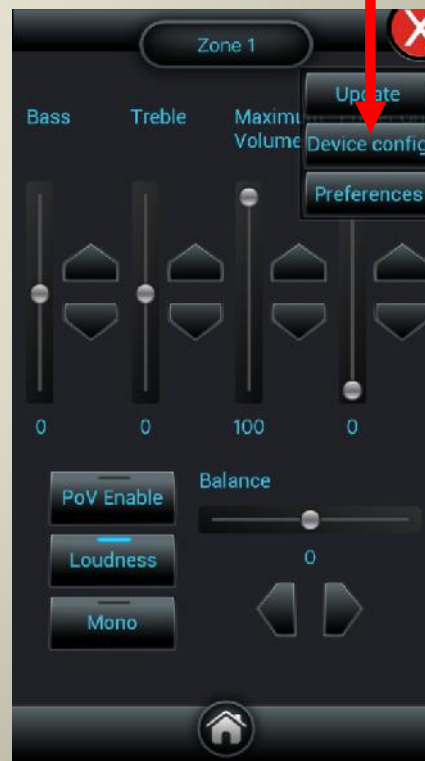 Zone 1
Update
Bass Treble
Volume
Device config
Preferences
0 0 100 0
PoV Enable
Balance
Loudness
0
Mono